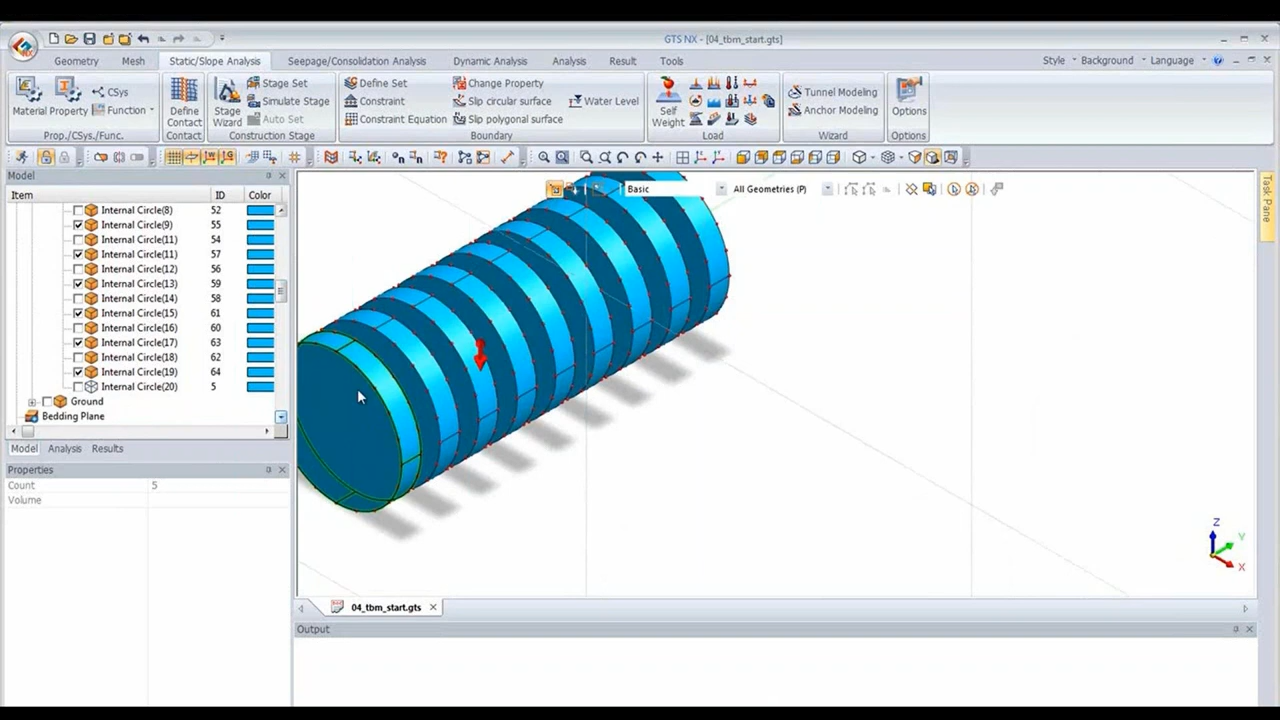 GTS NX - [04_tbm_start.gts]
Geometry Mesh Static/Slope Analysis Seepage/Consolidation Analysis Dynamic Analysis Analysis Result Tools Style Background Language
Material Property CSys Function
Prop./CSys./Func.
Define Contact
Contact
Stage Wizard Stage Set Simulate Stage Auto Set
Construction Stage
Define Set Change Property
Constraint Slip circular surface Water Level
Constraint Equation Slip polygonal surface
Boundary
Self Weight
Load
Tunnel Modeling
Anchor Modeling
Wizard
Options
Options
Model
Basic All Geometries (P)
Item ID Color
Internal Circle(8) 52
Internal Circle(9) 55
Internal Circle(11) 54
Internal Circle(11) 57
Internal Circle(12) 56
Internal Circle(13) 59
Internal Circle(14) 58
Internal Circle(15) 61
Internal Circle(16) 60
Internal Circle(17) 63
Internal Circle(18) 62
Internal Circle(19) 64
Internal Circle(20) 5
Ground
Bedding Plane
Model Analysis Results
Properties
Count 5
Volume
Task Pane
Z
Y
X
04_tbm_start.gts
Output